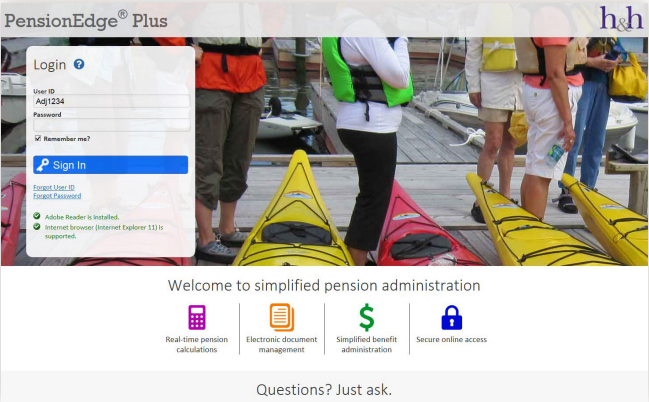 PensionEdge® Plus
h&h
Login ?
User ID
Adj1234
Password
Remember me?
Sign In
Forgot User ID
Forgot Password
Adobe Reader is installed.
Internet browser (Internet Explorer 11) is
supported.
Welcome to simplified pension administration
Real-time pension
calculations
Electronic document
management
$
Simplified benefit
administration
Secure online access
Questions? Just ask.